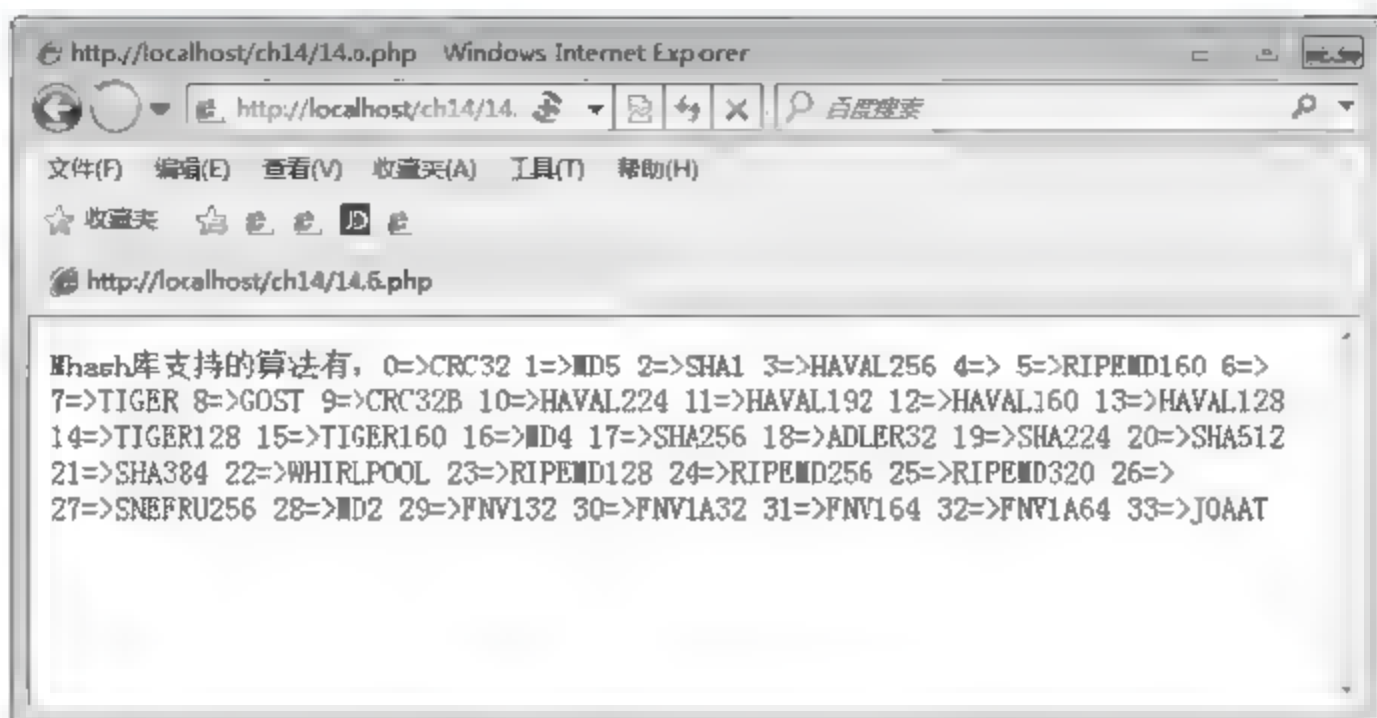 http://localhost/ch14/14.6.php Windows Internet Explorer
http://localhost/ch14/14. 百度搜索
文件(F) 编辑(E) 查看(V) 收藏夹(A) 工具(T) 帮助(H)
收藏夹 JD
http://localhost/ch14/14.6.php
Mhash库支持的算法有，0=>CRC32 1=>MD5 2=>SHA1 3=>HAVAL256 4=> 5=>RIPEMD160 6=>
7=>TIGER 8=>GOST 9=>CRC32B 10=>HAVAL224 11=>HAVAL192 12=>HAVAL160 13=>HAVAL128
14=>TIGER128 15=>TIGER160 16=>MD4 17=>SHA256 18=>ADLER32 19=>SHA224 20=>SHA512
21=>SHA384 22=>WHIRLPOOL 23=>RIPEMD128 24=>RIPEMD256 25=>RIPEMD320 26=>
27=>SNEFRU256 28=>MD2 29=>FNV132 30=>FNV1A32 31=>FNV164 32=>FNV1A64 33=>JOAAT